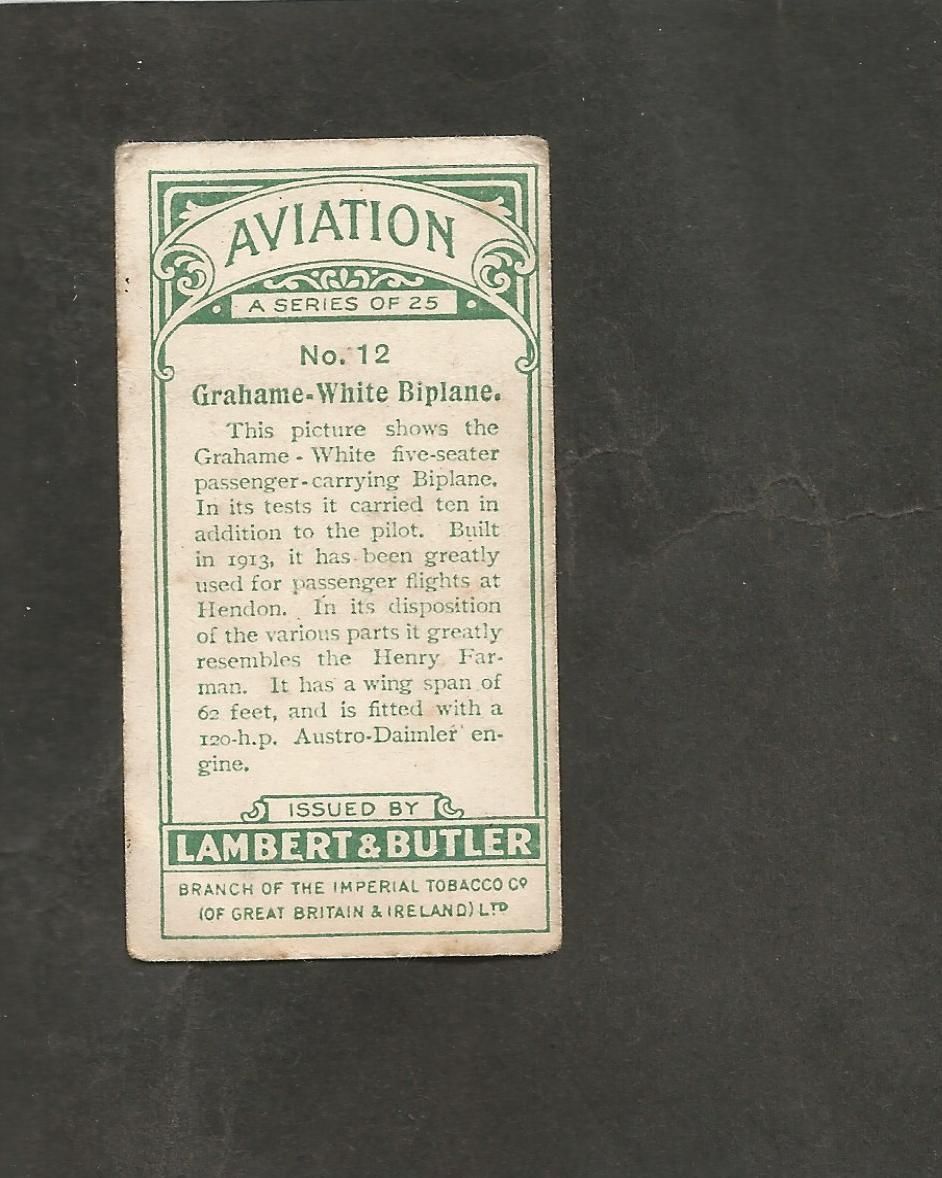 AVIATION
A SERIES OF 25
No. 12
Grahame-White Biplane.
This picture shows the
Grahame - White five-seater
passenger-carrying Biplane.
In its tests it carried ten in
addition to the pilot. Built
in 1913, it has been greatly
used for passenger flights at
Hendon. In its disposition
of the various parts it greatly
resembles the Henry Far-
man. It has a wing span of
62 feet, and is fitted with a
120-h.p. Austro-Daimler en-
gine.
ISSUED BY
LAMBERT & BUTLER
BRANCH OF THE IMPERIAL TOBACCO Co
(OF GREAT BRITAIN & IRELAND) LTD